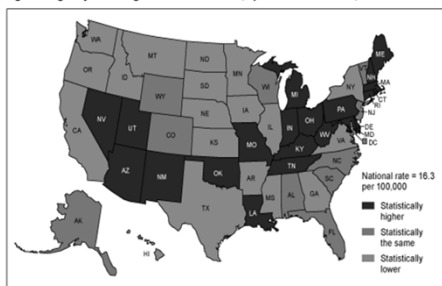 WA
MT
ND
MN
ME
OR
ID
SD
WI
MI
NY
NH
MA
WY
CT
RI
NV
UT
CO
NE
IA
IL
IN
OH
PA
NJ
DE
MD
DC
CA
KS
MO
KY
WV
VA
AZ
NM
OK
AR
TN
NC
SC
TX
LA
MS
AL
GA
FL
AK
HI
National rate = 16.3
per 100,000
Statistically
higher
Statistically
the same
Statistically
lower